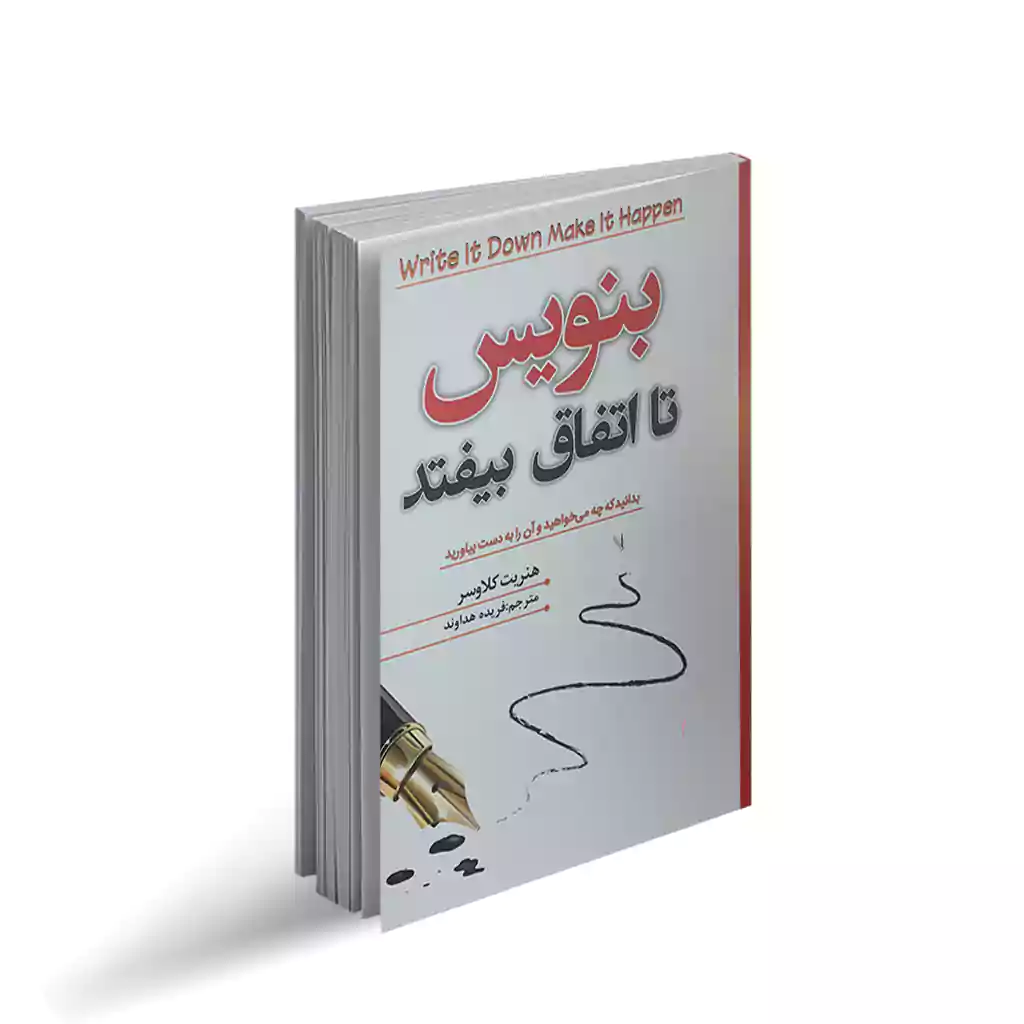 Write It Down Make It Happen
بنویس
تا اتفاق بیفتد
بدانید که چه می‌خواهید و آن را به دست بیاورید
هنریت کلاوسر
مترجم: فریده هداوند